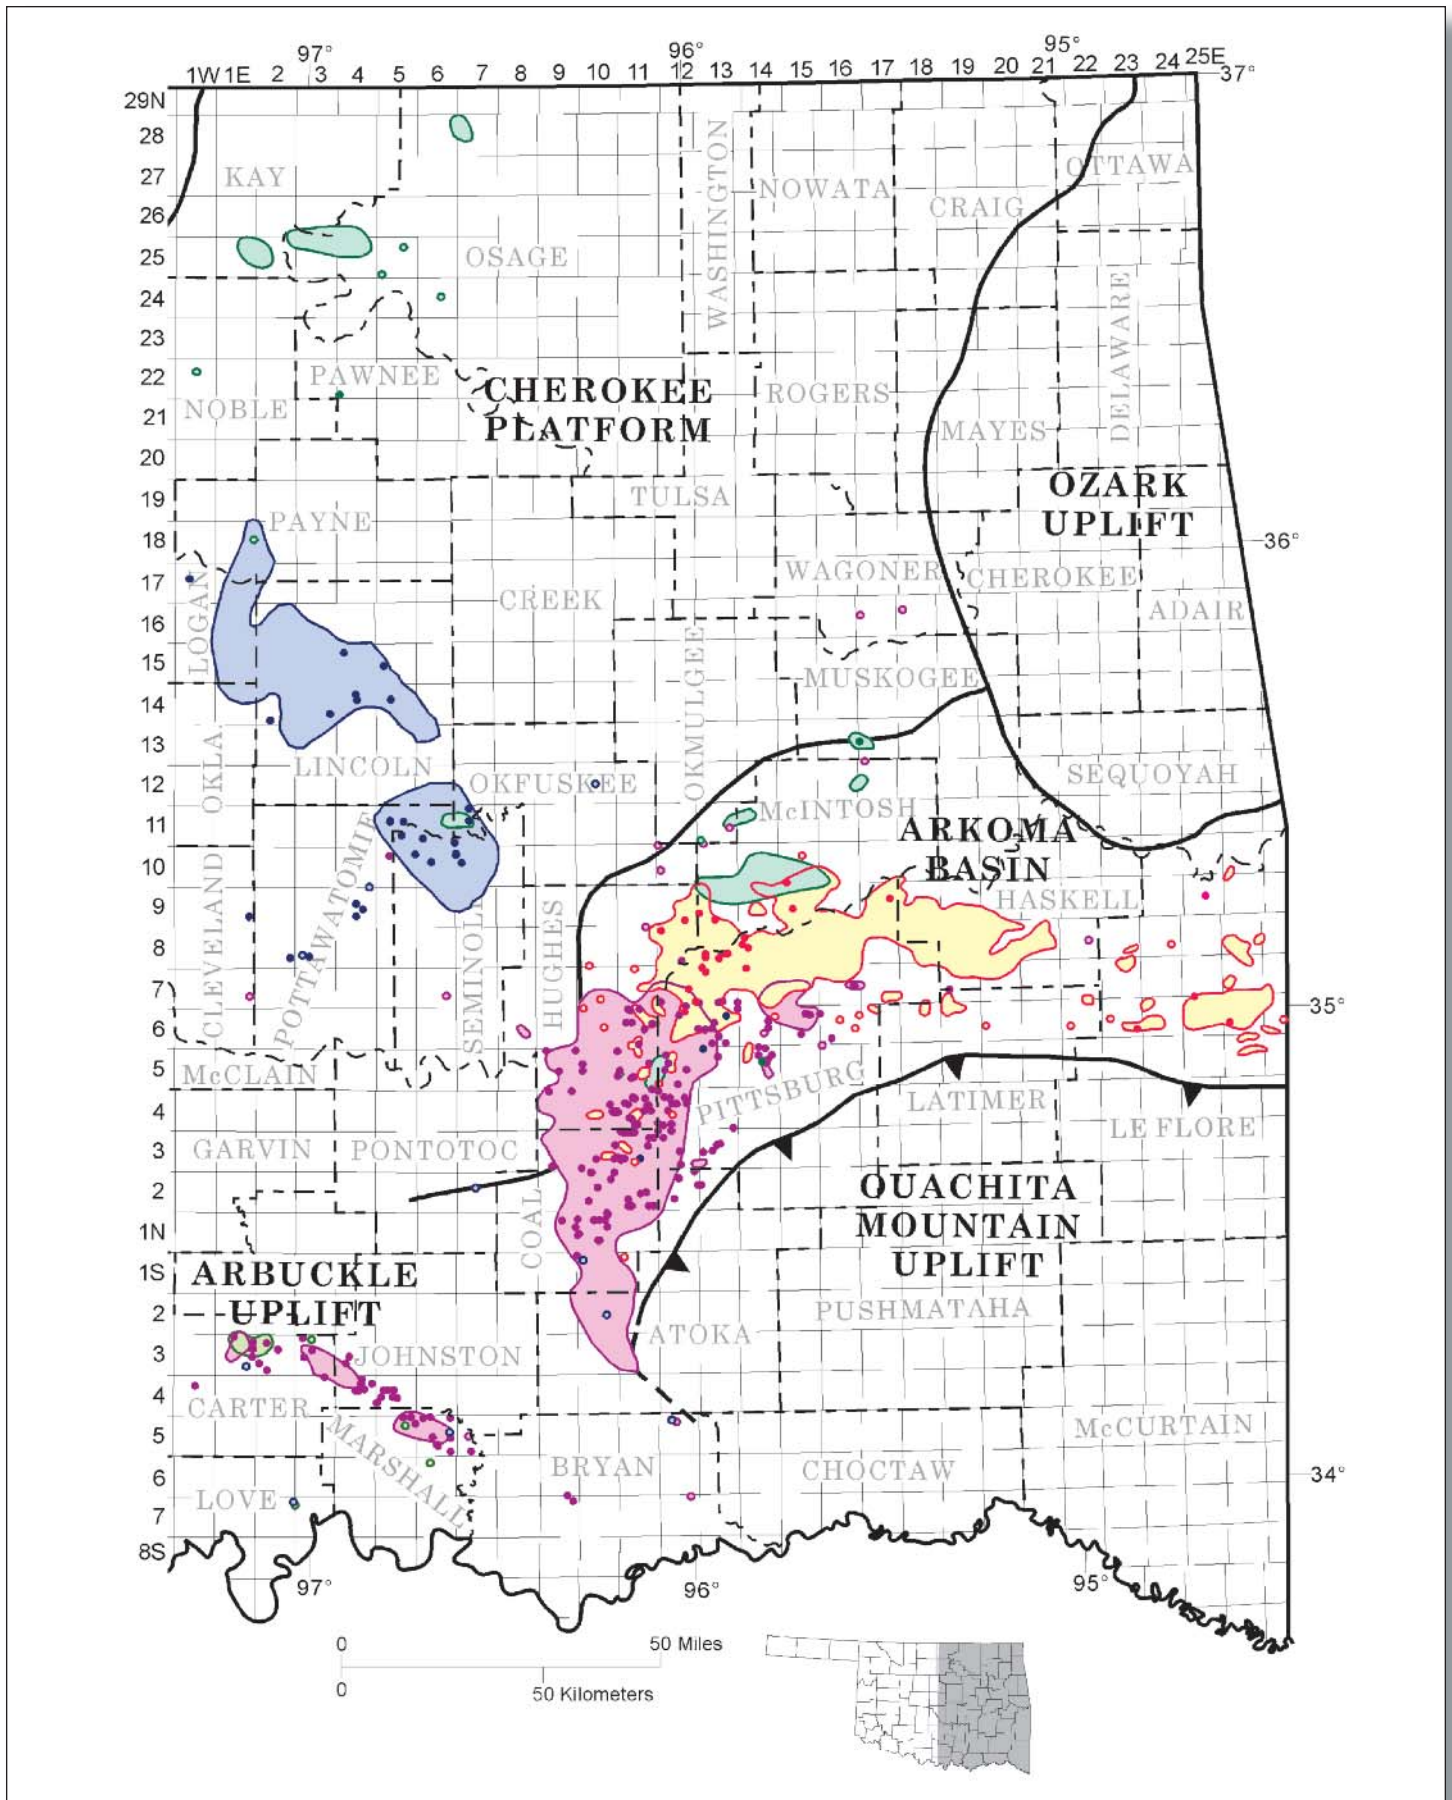 97°
96°
95°
1W 1E 2 3 4 5 6 7 8 9 10 11 12 13 14 15 16 17 18 19 20 21 22 23 24 25E
37°
29N
28
27
26
25
24
23
22
21
20
19
18
17
16
15
14
13
12
11
10
9
8
7
6
5
4
3
2
1N
1S
2
3
4
5
6
7
8S
KAY
OSAGE
WASHINGTON
NOWATA
CRAIG
OTTAWA
PAWNEE
NOBLE
CHEROKEE
PLATFORM
ROGERS
MAYES
DELAWARE
PAYNE
TULSA
OZARK
UPLIFT
36°
LOGAN
CREEK
WAGONER
CHEROKEE
ADAIR
OKMULGEE
MUSKOGEE
OKLA.
LINCOLN
OKFUSKEE
McINTOSH
SEQUOYAH
ARKOMA
BASIN
CLEVELAND
POTTAWATOMIE
SEMINOLE
HUGHES
HASKELL
35°
McCLAIN
PITTSBURG
LATIMER
LE FLORE
GARVIN
PONTOTOC
COAL
OUACHITA
MOUNTAIN
UPLIFT
ARBUCKLE
UPLIFT
PUSHMATAHA
ATOKA
JOHNSTON
CARTER
MARSHALL
McCURTAIN
BRYAN
CHOCTAW
LOVE
34°
97°
96°
95°
0
50 Miles
0
50 Kilometers